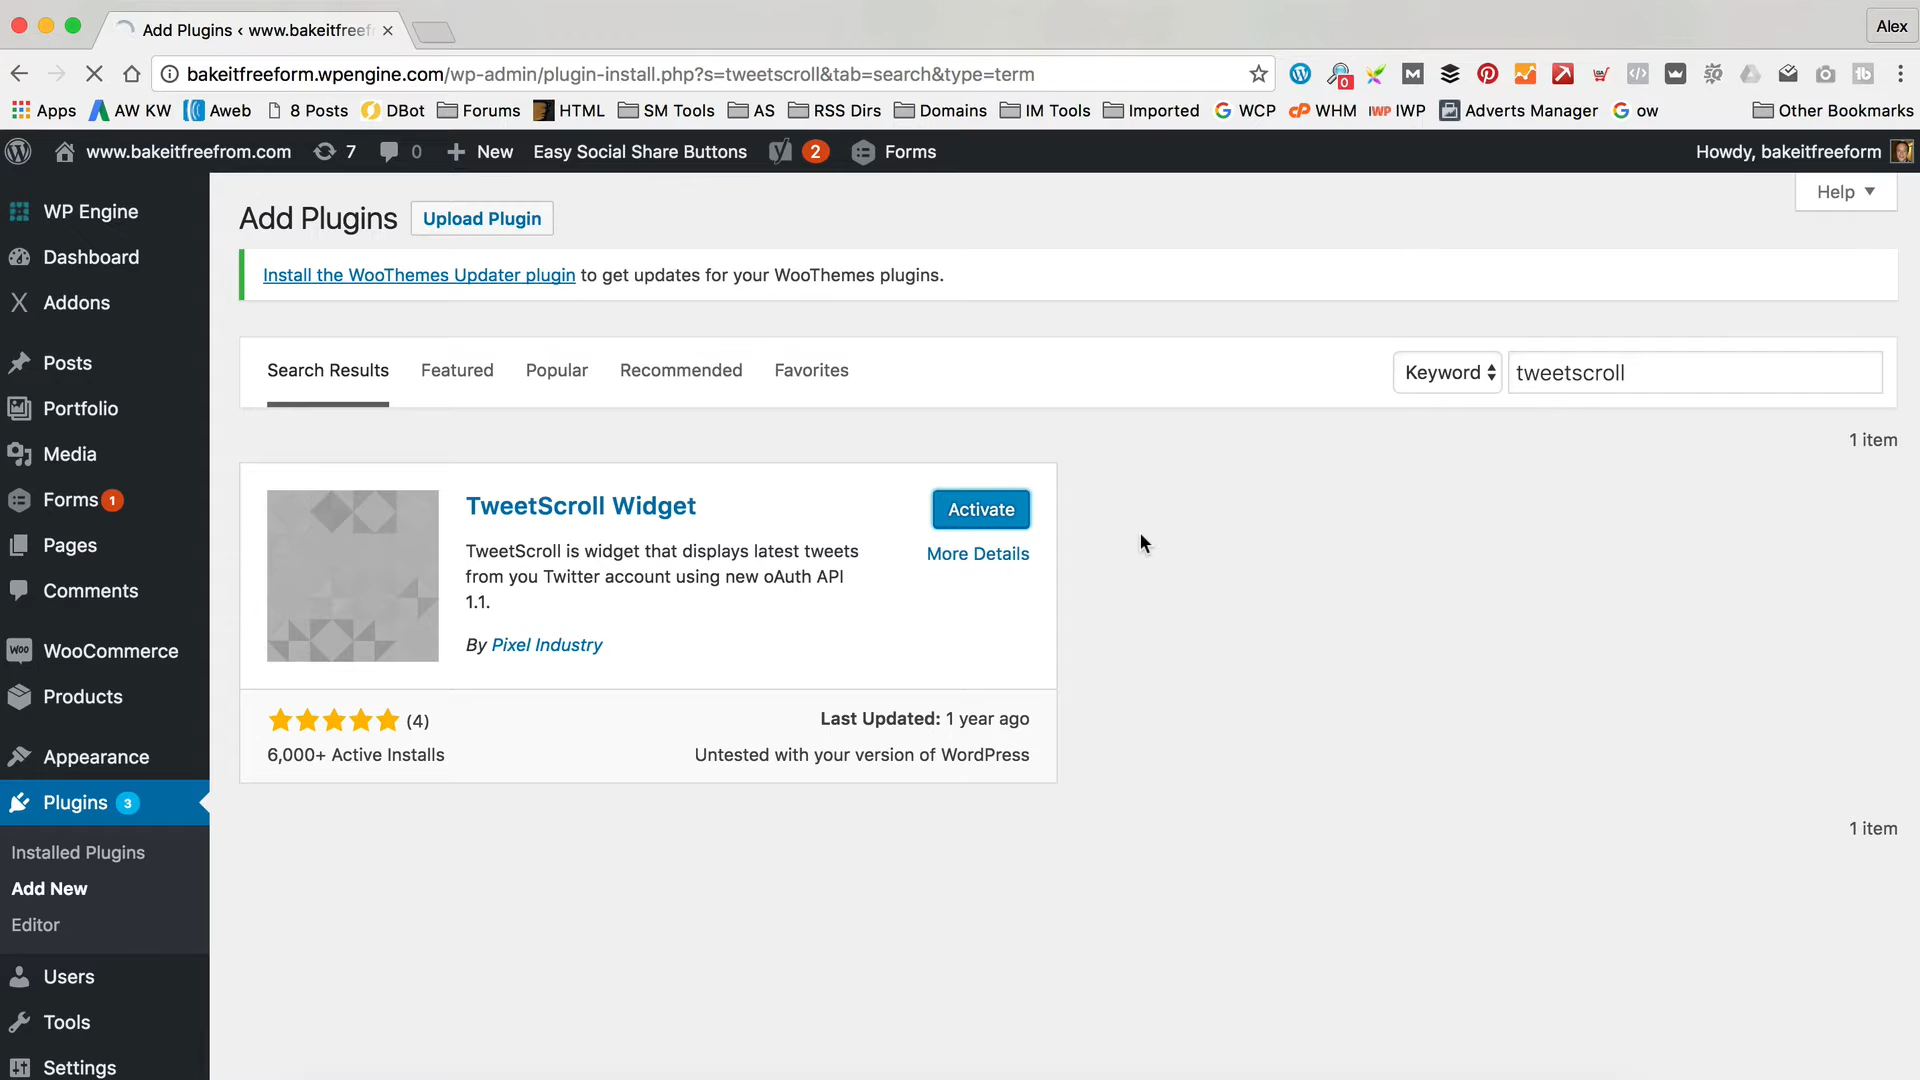 Add Plugins ‹ www.bakeitfreef
Alex
bakeitfreeform.wpengine.com/wp-admin/plugin-install.php?s=tweetscroll&tab=search&type=term
0
Apps AW KW Aweb 8 Posts DBot Forums HTML SM Tools AS RSS Dirs Domains IM Tools Imported WCP WHM IWP IWP Adverts Manager ow Other Bookmarks
www.bakeitfreefrom.com 7 0 New Easy Social Share Buttons 2 Forms Howdy, bakeitfreeform
Help
WP Engine
Dashboard
Addons
Posts
Portfolio
Media
Forms 1
Pages
Comments
WooCommerce
Products
Appearance
Plugins 3
Installed Plugins
Add New
Editor
Users
Tools
Settings
Add Plugins Upload Plugin
Install the WooThemes Updater plugin to get updates for your WooThemes plugins.
Search Results Featured Popular Recommended Favorites Keyword tweetscroll
1 item
TweetScroll Widget
Activate
More Details
TweetScroll is widget that displays latest tweets
from you Twitter account using new oAuth API
1.1.
By Pixel Industry
(4)
Last Updated: 1 year ago
6,000+ Active Installs
Untested with your version of WordPress
1 item